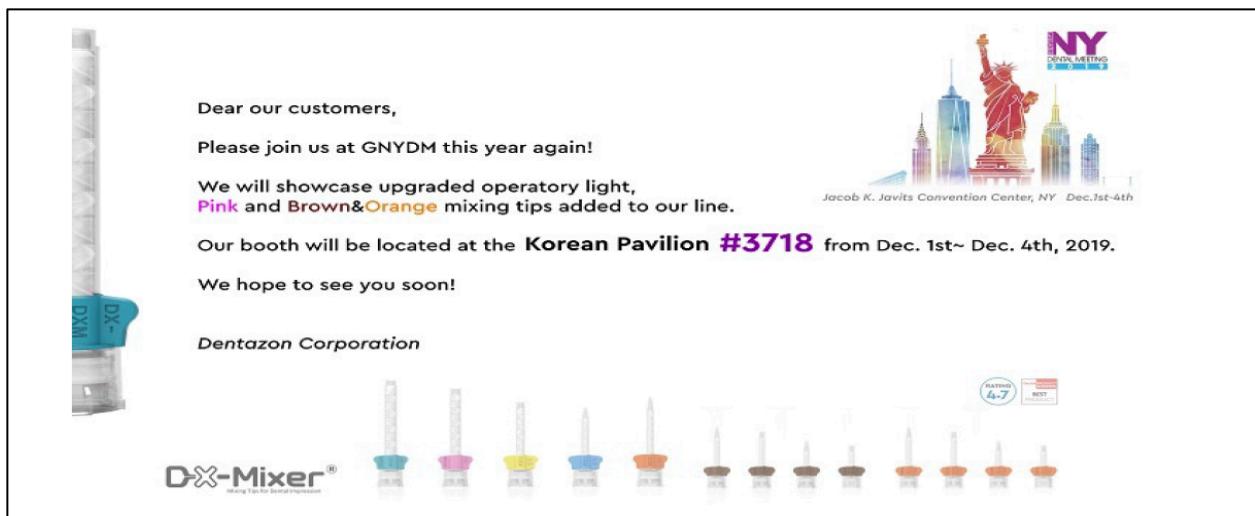 NY
DENTAL MEETING
2019
Dear our customers,
Please join us at GNYDM this year again!
We will showcase upgraded operatory light,
Pink and Brown&Orange mixing tips added to our line.
Jacob K. Javits Convention Center, NY Dec.1st-4th
Our booth will be located at the Korean Pavilion #3718 from Dec. 1st~ Dec. 4th, 2019.
We hope to see you soon!
DX-
DXM
Dentazon Corporation
RATING
4.7
BEST
PRODUCT
DX-Mixer®
Mixing Tips for Dental Impression